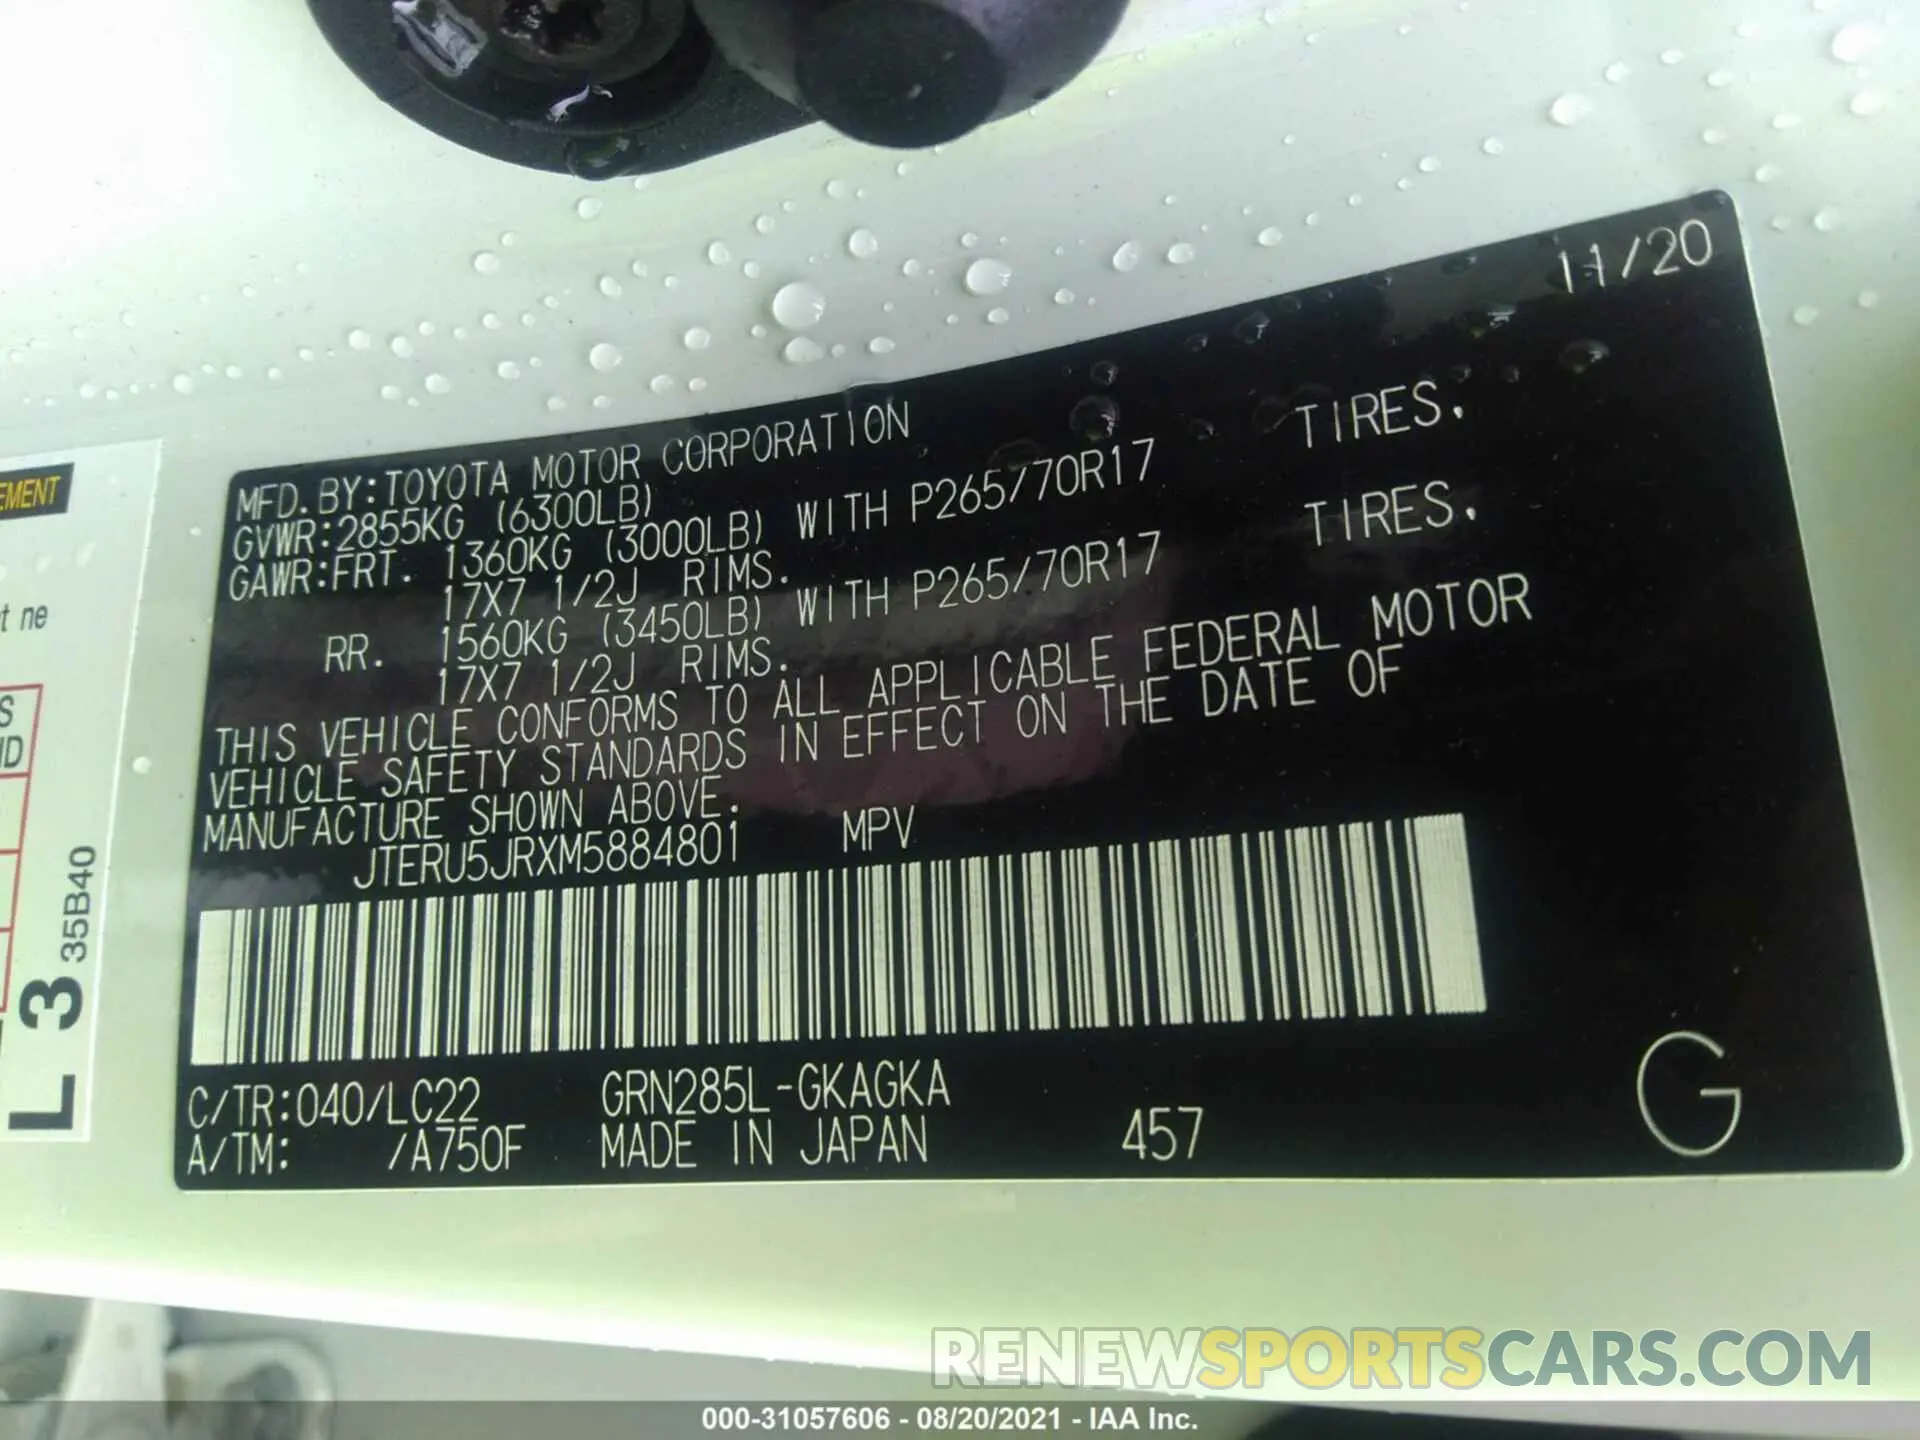 11/20
MFD.BY:TOYOTA MOTOR CORPORATION
GVWR:2855KG (6300LB)
GAWR:FRT. 1360KG (3000LB) WITH P265/70R17 TIRES.
17X7 1/2J RIMS.
RR. 1560KG (3450LB) WITH P265/70R17 TIRES.
17X7 1/2J RIMS.
THIS VEHICLE CONFORMS TO ALL APPLICABLE FEDERAL MOTOR
VEHICLE SAFETY STANDARDS IN EFFECT ON THE DATE OF
MANUFACTURE SHOWN ABOVE.
JTERU5JRXM5884801 MPV
C/TR:040/LC22 GRN285L-GKAGKA
A/TM: /A750F MADE IN JAPAN 457
G
EMENT
t ne
S
ID
L 3 35B40
RENEWSPORTSCARS.COM
000-31057606 - 08/20/2021 - IAA Inc.